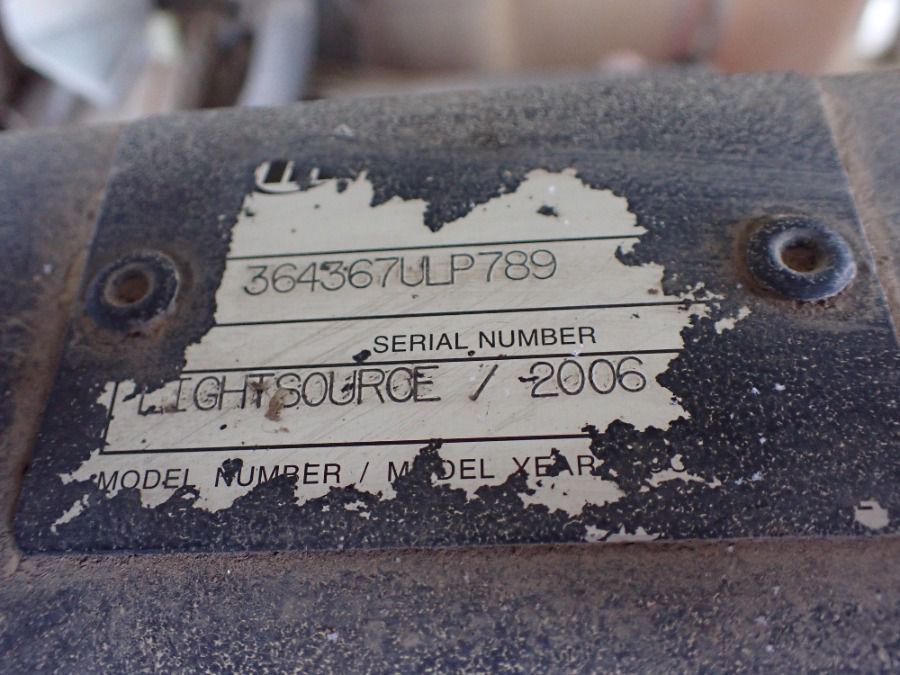 364367ULP789
SERIAL NUMBER
LIGHTSOURCE / 2006
MODEL NUMBER / MODEL YEAR